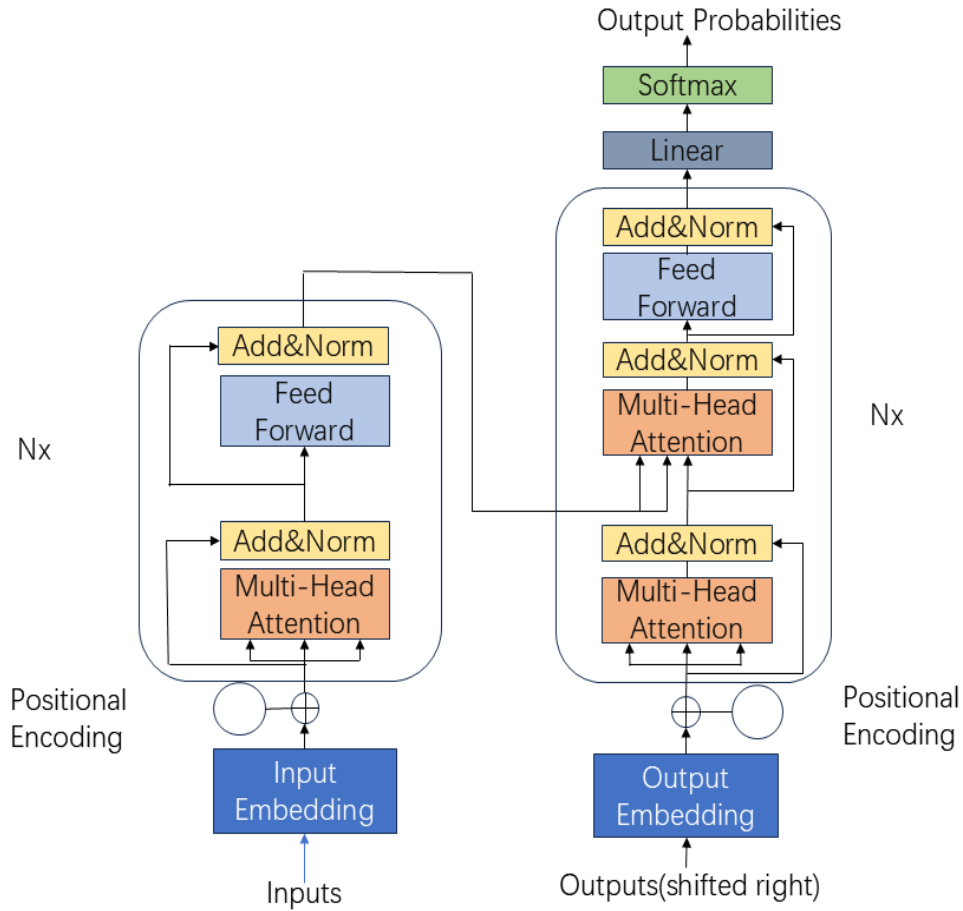 Output Probabilities
Softmax
Linear
Add&Norm
Feed
Forward
Add&Norm
Multi-Head
Attention
Nx
Add&Norm
Multi-Head
Attention
Positional
Encoding
Output
Embedding
Outputs(shifted right)
Add&Norm
Feed
Forward
Nx
Add&Norm
Multi-Head
Attention
Positional
Encoding
Input
Embedding
Inputs